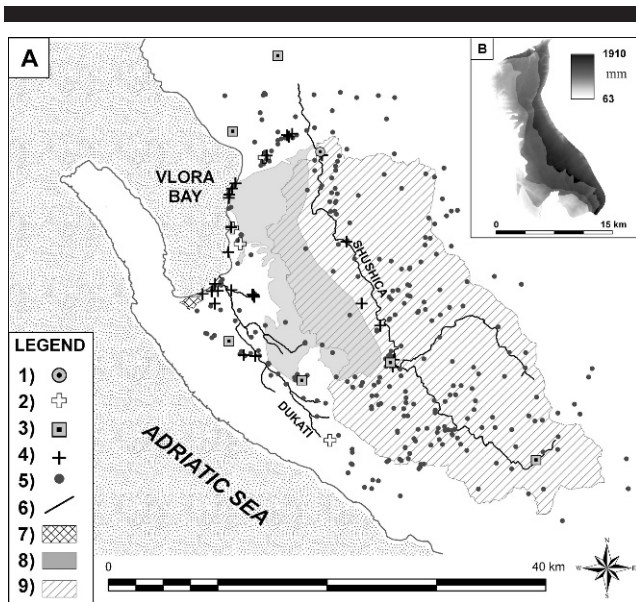 A
B
1910
mm
63
0 15 km
VLORA
BAY
SHUSHICA
DUKATI
ADRIATIC SEA
LEGEND
1)
2)
3)
4)
5)
6)
7)
8)
9)
0 40 km
N
W E
S